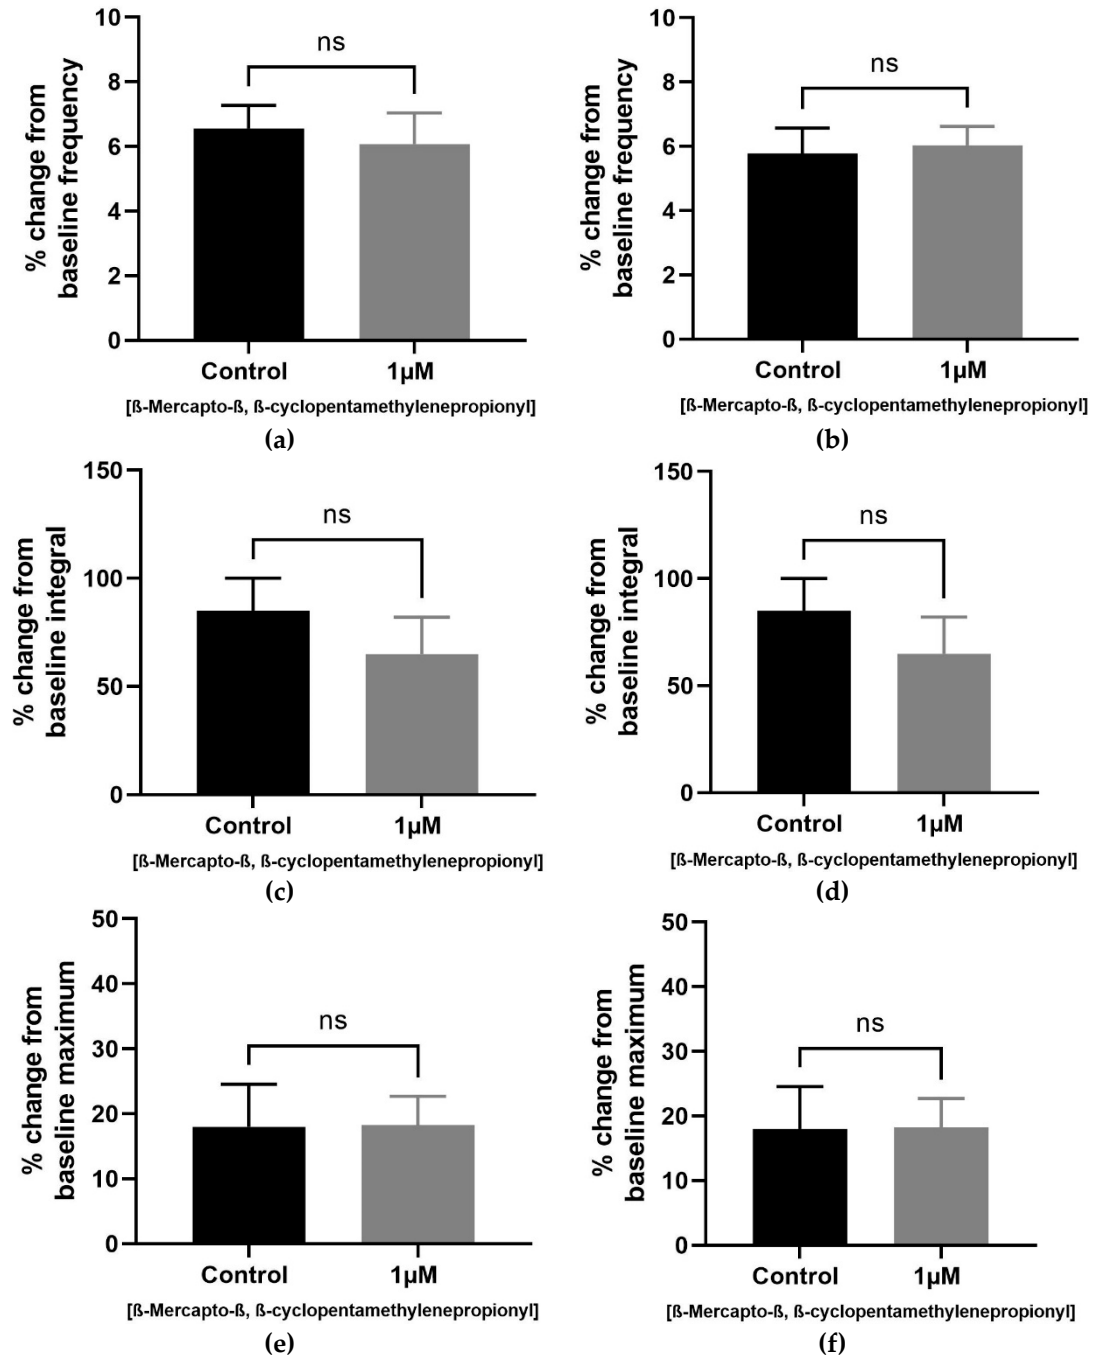 10
8
6
4
2
0
% change from
baseline frequency
ns
Control
1µM
[ß-Mercapto-ß, ß-cyclopentamethylenepropionyl]
(a)
10
8
6
4
2
0
% change from
baseline frequency
ns
Control
1µM
[ß-Mercapto-ß, ß-cyclopentamethylenepropionyl]
(b)
150
100
50
0
% change from
baseline integral
ns
Control
1µM
[ß-Mercapto-ß, ß-cyclopentamethylenepropionyl]
(c)
150
100
50
0
% change from
baseline integral
ns
Control
1µM
[ß-Mercapto-ß, ß-cyclopentamethylenepropionyl]
(d)
50
40
30
20
10
0
% change from
baseline maximum
ns
Control
1µM
[ß-Mercapto-ß, ß-cyclopentamethylenepropionyl]
(e)
50
40
30
20
10
0
% change from
baseline maximum
ns
Control
1µM
[ß-Mercapto-ß, ß-cyclopentamethylenepropionyl]
(f)